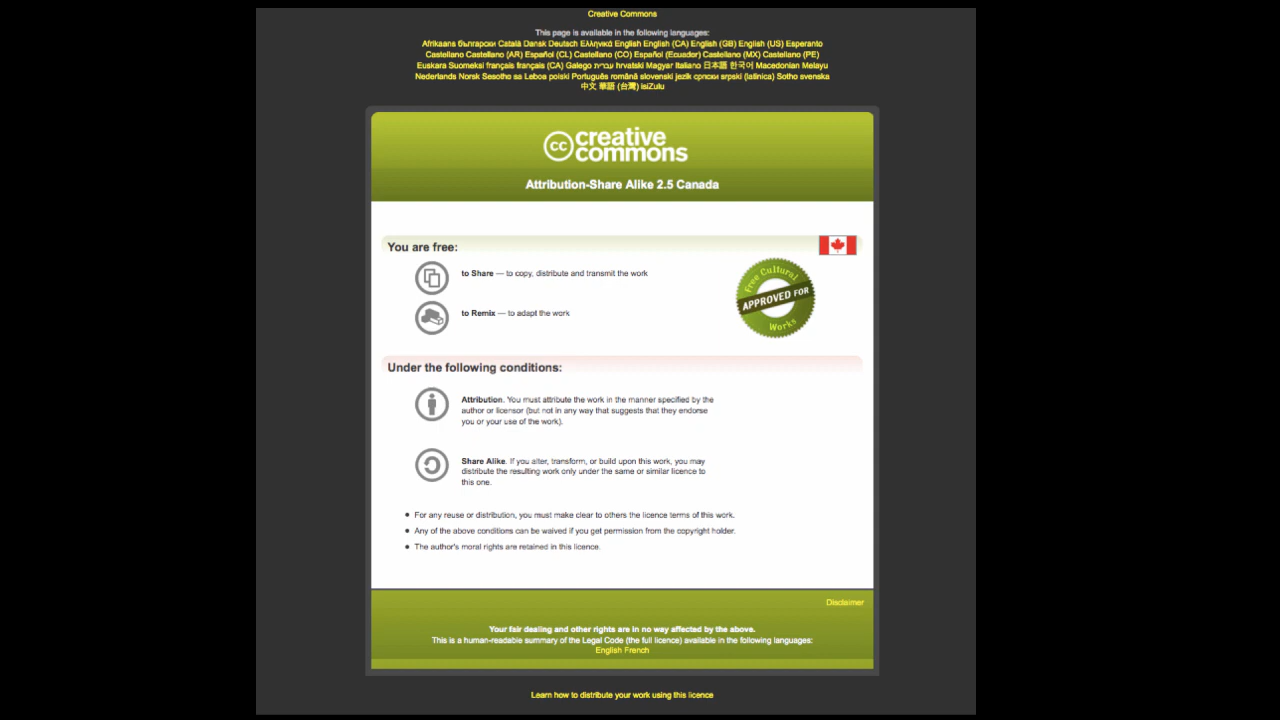 Creative Commons
This page is available in the following languages:
Afrikaans български Català Dansk Deutsch Ελληνικά English English (CA) English (GB) English (US) Esperanto
Castellano Castellano (AR) Español (CL) Castellano (CO) Español (Ecuador) Castellano (MX) Castellano (PE)
Euskara Suomeksi français français (CA) Galego עברית hrvatski Magyar Italiano 日本語 한국어 Macedonian Melayu
Nederlands Norsk Sesotho sa Leboa polski Português română slovenski jezik српски srpski (latinica) Sotho svenska
中文 華語 (台灣) isiZulu
cc creative
commons
Attribution-Share Alike 2.5 Canada
You are free:
to Share — to copy, distribute and transmit the work
to Remix — to adapt the work
Free Cultural
APPROVED FOR
Works
Under the following conditions:
Attribution. You must attribute the work in the manner specified by the
author or licensor (but not in any way that suggests that they endorse
you or your use of the work).
Share Alike. If you alter, transform, or build upon this work, you may
distribute the resulting work only under the same or similar licence to
this one.
For any reuse or distribution, you must make clear to others the licence terms of this work.
Any of the above conditions can be waived if you get permission from the copyright holder.
The author's moral rights are retained in this licence.
Disclaimer
Your fair dealing and other rights are in no way affected by the above.
This is a human-readable summary of the Legal Code (the full licence) available in the following languages:
English French
Learn how to distribute your work using this licence